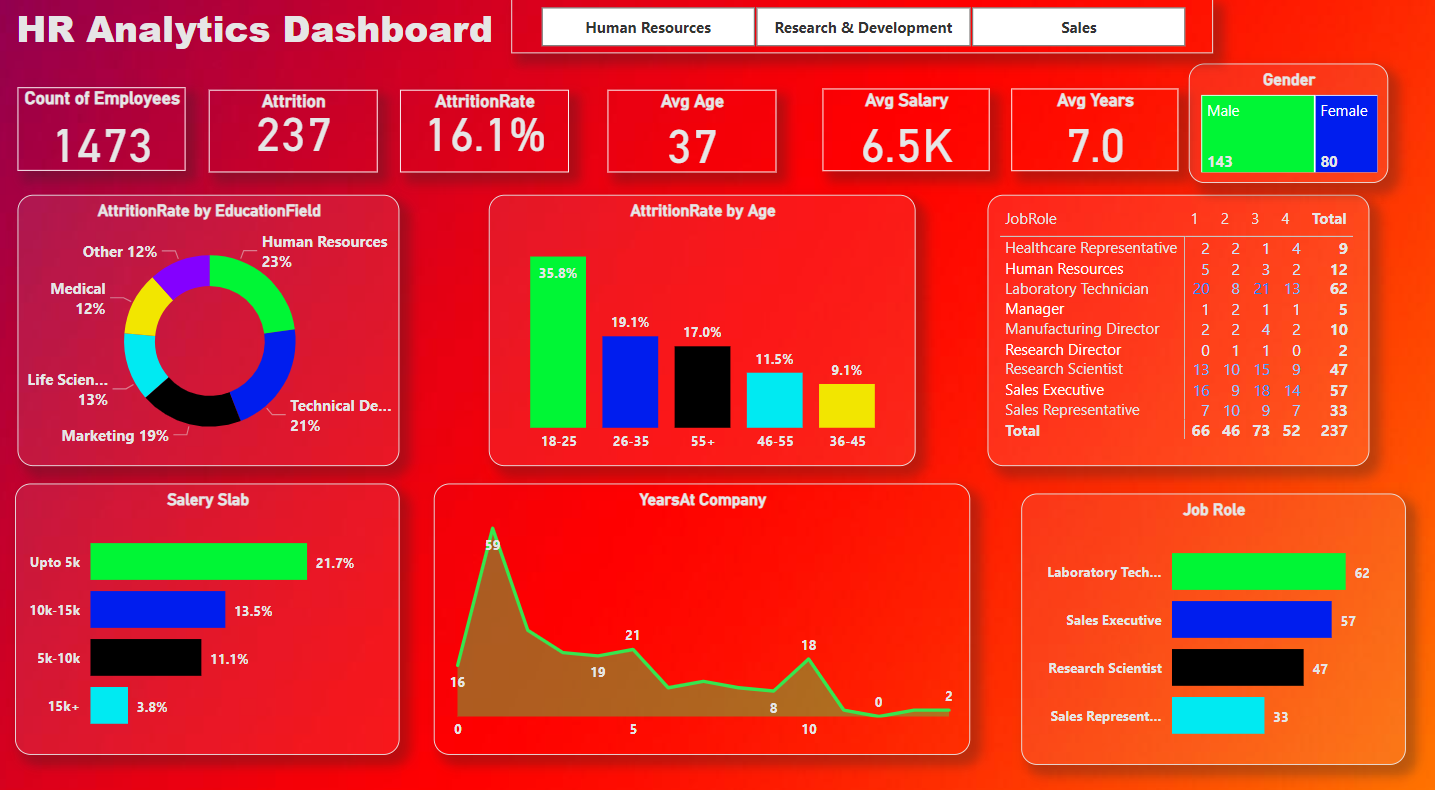 HR Analytics Dashboard
Human Resources
Research & Development
Sales
Count of Employees
1473
Attrition
237
AttritionRate
16.1%
Avg Age
37
Avg Salary
6.5K
Avg Years
7.0
Gender
Male
Female
143
80
AttritionRate by EducationField
Human Resources
23%
Other 12%
Medical
12%
Life Scien...
13%
Technical De...
21%
Marketing 19%
AttritionRate by Age
35.8%
19.1%
17.0%
11.5%
9.1%
18-25
26-35
55+
46-55
36-45
JobRole 1 2 3 4 Total
Healthcare Representative 2 2 1 4 9
Human Resources 5 2 3 2 12
Laboratory Technician 20 8 21 13 62
Manager 1 2 1 1 5
Manufacturing Director 2 2 4 2 10
Research Director 0 1 1 0 2
Research Scientist 13 10 15 9 47
Sales Executive 16 9 18 14 57
Sales Representative 7 10 9 7 33
Total 66 46 73 52 237
Salery Slab
Upto 5k 21.7%
10k-15k 13.5%
5k-10k 11.1%
15k+ 3.8%
YearsAt Company
59
21
18
16
19
8
0
2
0
5
10
Job Role
Laboratory Tech... 62
Sales Executive 57
Research Scientist 47
Sales Represent... 33